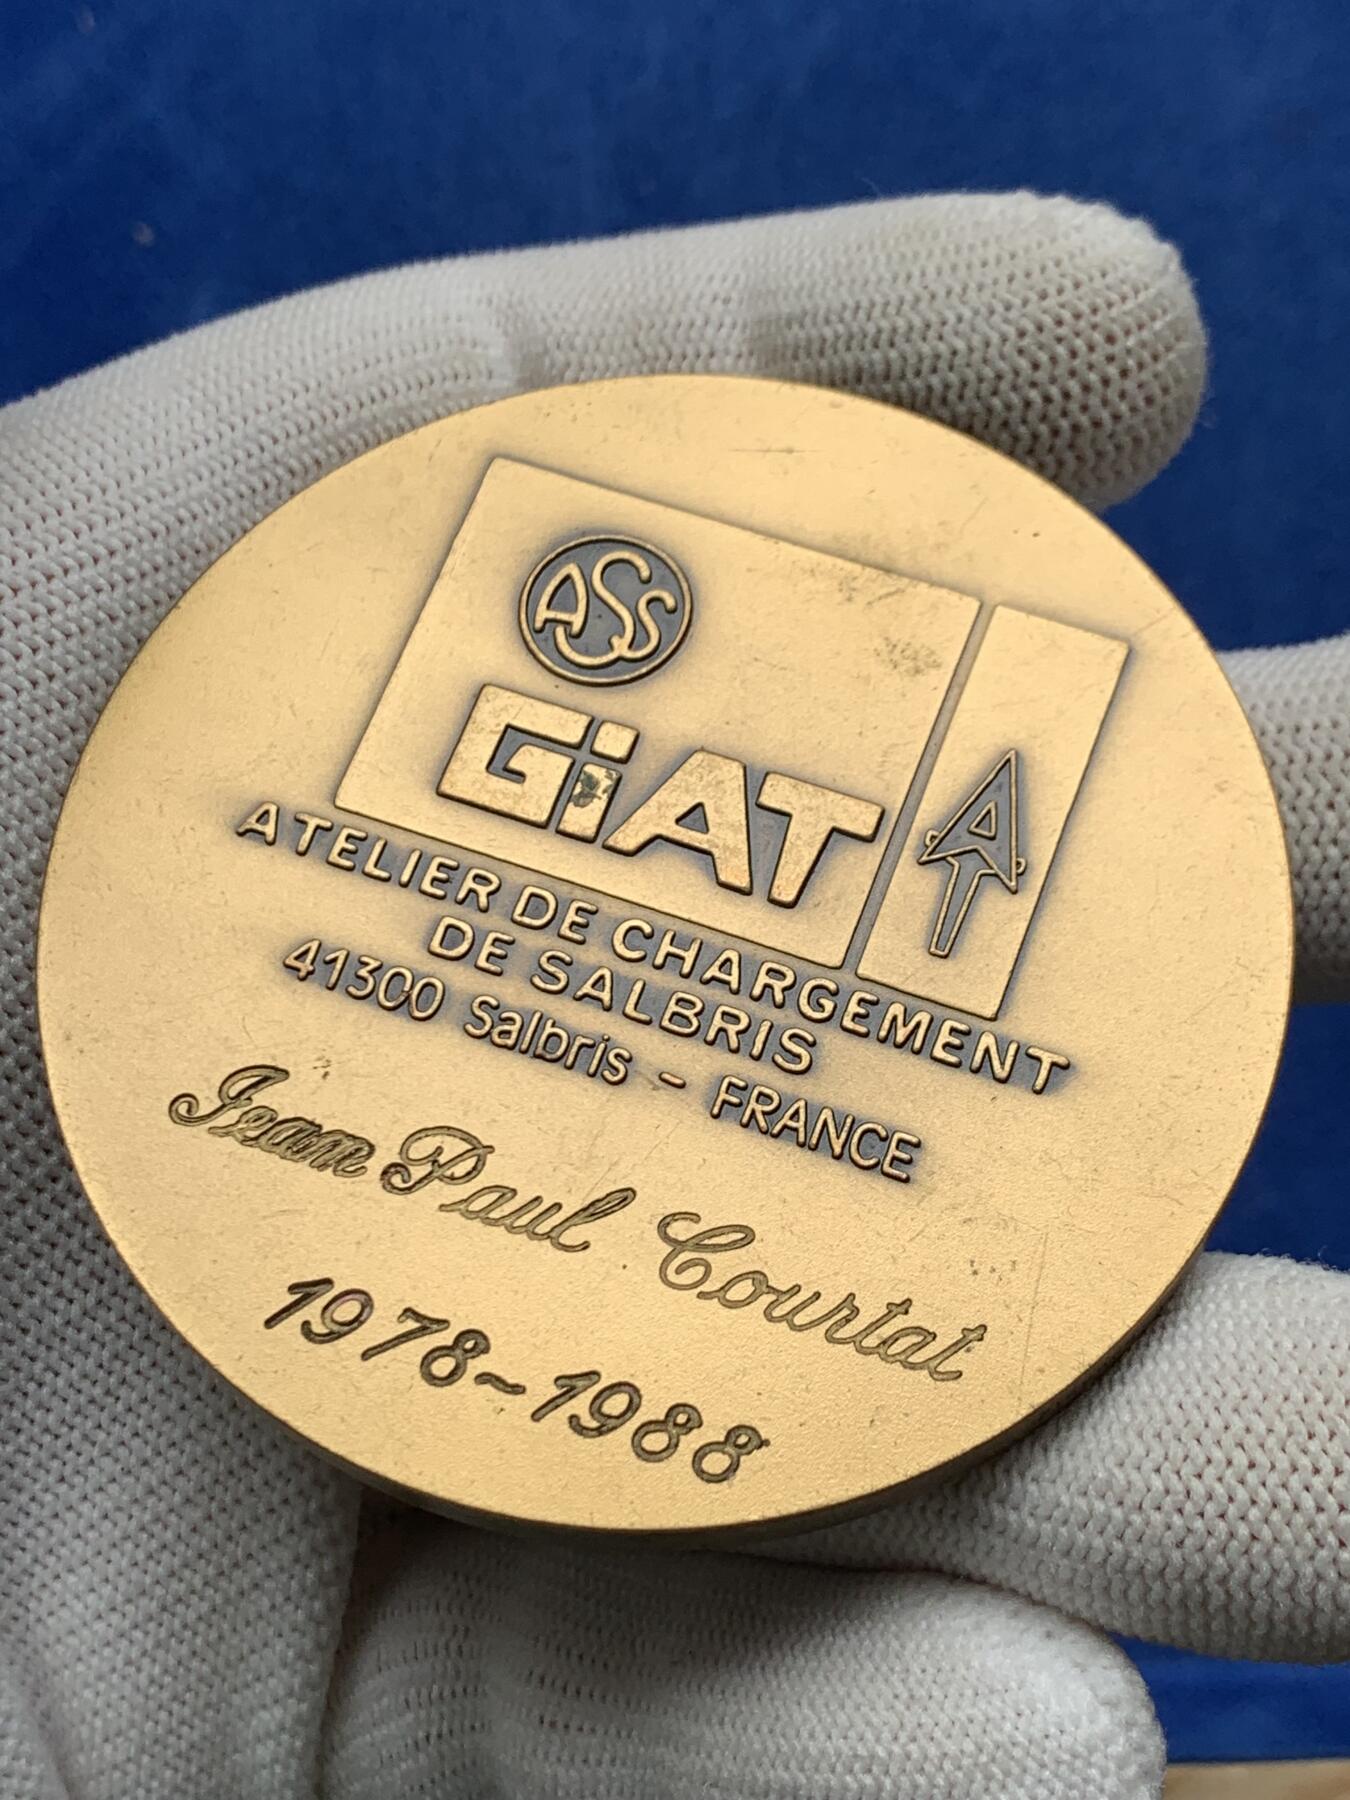 ASS
GiAT
A
ATELIER DE CHARGEMENT
DE SALBRIS
41300 Salbris - FRANCE
Jean Paul Courtat
1978~1988